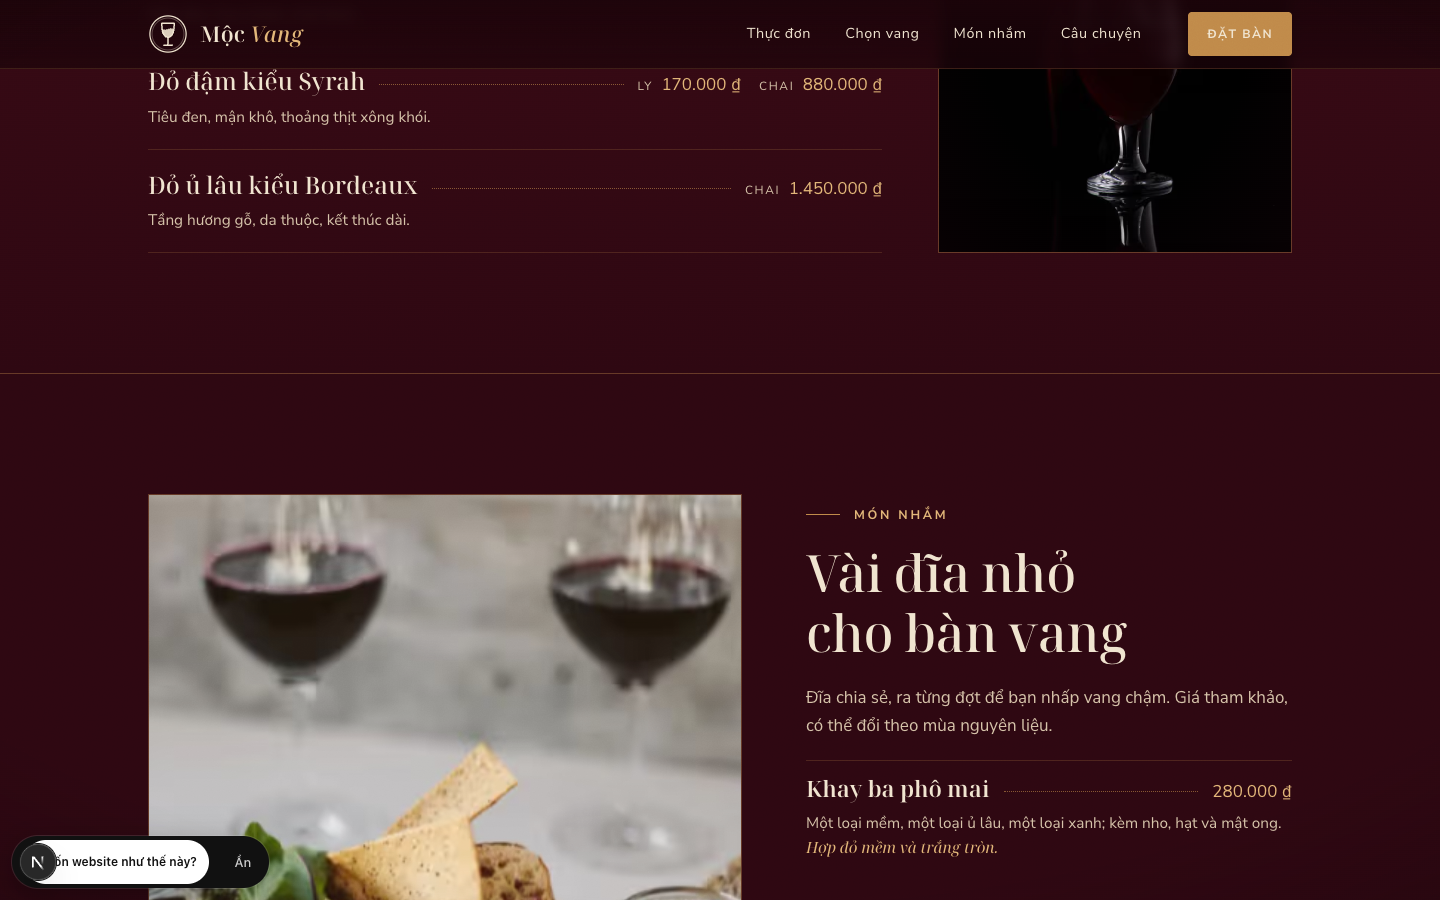 Mộc Vang
Thực đơn
Chọn vang
Món nhắm
Câu chuyện
ĐẶT BÀN
Đỏ đậm kiểu Syrah
LY 170.000 ₫ CHAI 880.000 ₫
Tiêu đen, mận khô, thoảng thịt xông khói.
Đỏ ủ lâu kiểu Bordeaux
CHAI 1.450.000 ₫
Tầng hương gỗ, da thuộc, kết thúc dài.
MÓN NHẮM
Vài đĩa nhỏ
cho bàn vang
Đĩa chia sẻ, ra từng đợt để bạn nhấp vang chậm. Giá tham khảo,
có thể đổi theo mùa nguyên liệu.
Khay ba phô mai
280.000 ₫
Một loại mềm, một loại ủ lâu, một loại xanh; kèm nho, hạt và mật ong.
Hợp đỏ mềm và trắng tròn.
website như thế này?
Ẩn